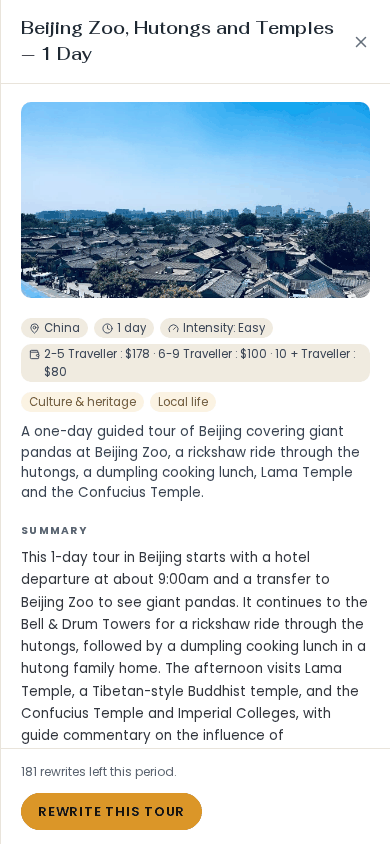 Beijing Zoo, Hutongs and Temples
– 1 Day
China
1 day
Intensity: Easy
2-5 Traveller : $178 · 6-9 Traveller : $100 · 10 + Traveller :
$80
Culture & heritage
Local life
A one-day guided tour of Beijing covering giant
pandas at Beijing Zoo, a rickshaw ride through the
hutongs, a dumpling cooking lunch, Lama Temple
and the Confucius Temple.
SUMMARY
This 1-day tour in Beijing starts with a hotel
departure at about 9:00am and a transfer to
Beijing Zoo to see giant pandas. It continues to the
Bell & Drum Towers for a rickshaw ride through the
hutongs, followed by a dumpling cooking lunch in a
hutong family home. The afternoon visits Lama
Temple, a Tibetan-style Buddhist temple, and the
Confucius Temple and Imperial Colleges, with
guide commentary on the influence of
181 rewrites left this period.
REWRITE THIS TOUR